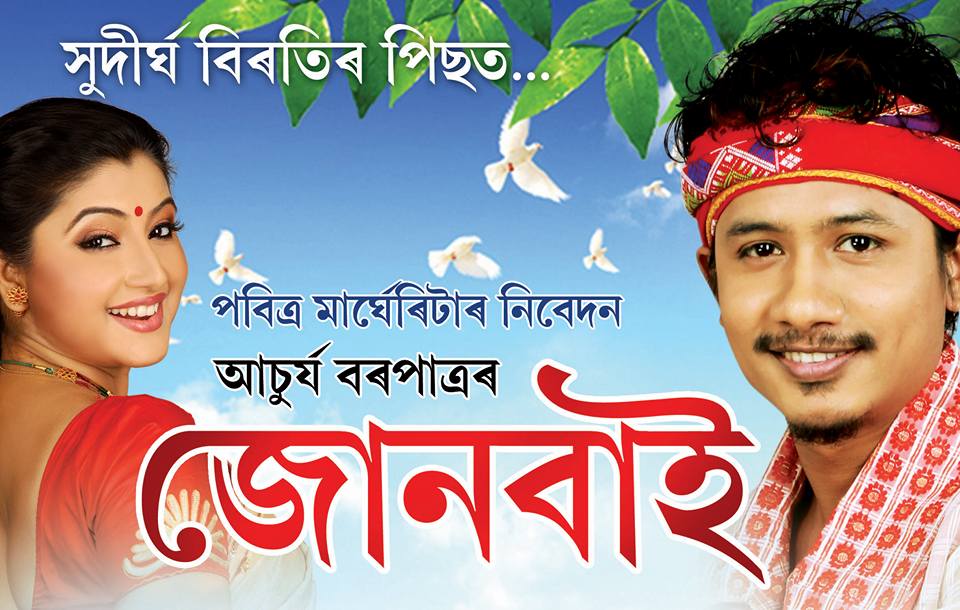 সুদীৰ্ঘ বিৰতিৰ পিছত...
পবিত্ৰ মাৰ্ঘেৰিটাৰ নিবেদন
আচুৰ্য বৰপাত্ৰৰ
জোনবাই